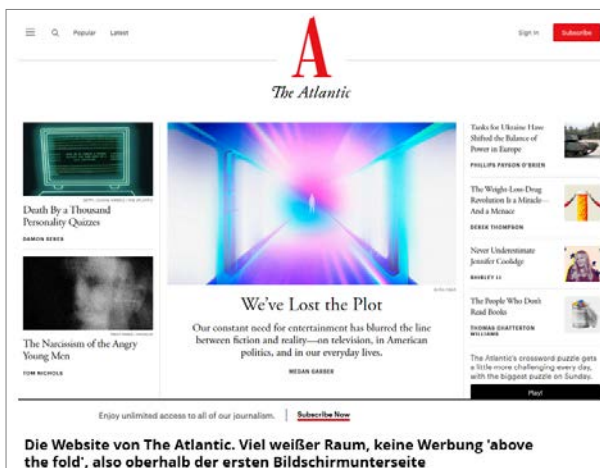 Popular
Latest
Sign In
Subscribe
A
The Atlantic
Death By a Thousand
Personality Quizzes
DAMON BERES
The Narcissism of the Angry
Young Men
TOM NICHOLS
We've Lost the Plot
Our constant need for entertainment has blurred the line
between fiction and reality—on television, in American
politics, and in our everyday lives.
MEGAN GARBER
Tanks for Ukraine Have
Shifted the Balance of
Power in Europe
PHILLIPS PAYSON O'BRIEN
The Weight-Loss-Drug
Revolution Is a Miracle—
And a Menace
DEREK THOMPSON
Never Underestimate
Jennifer Coolidge
SHIRLEY LI
The People Who Don't
Read Books
THOMAS CHATTERTON
WILLIAMS
The Atlantic's crossword puzzle gets
a little more challenging every day,
with the biggest puzzle on Sunday.
Play!
Enjoy unlimited access to all of our journalism.
Subscribe Now
Die Website von The Atlantic. Viel weißer Raum, keine Werbung 'above
the fold', also oberhalb der ersten Bildschirmunterseite